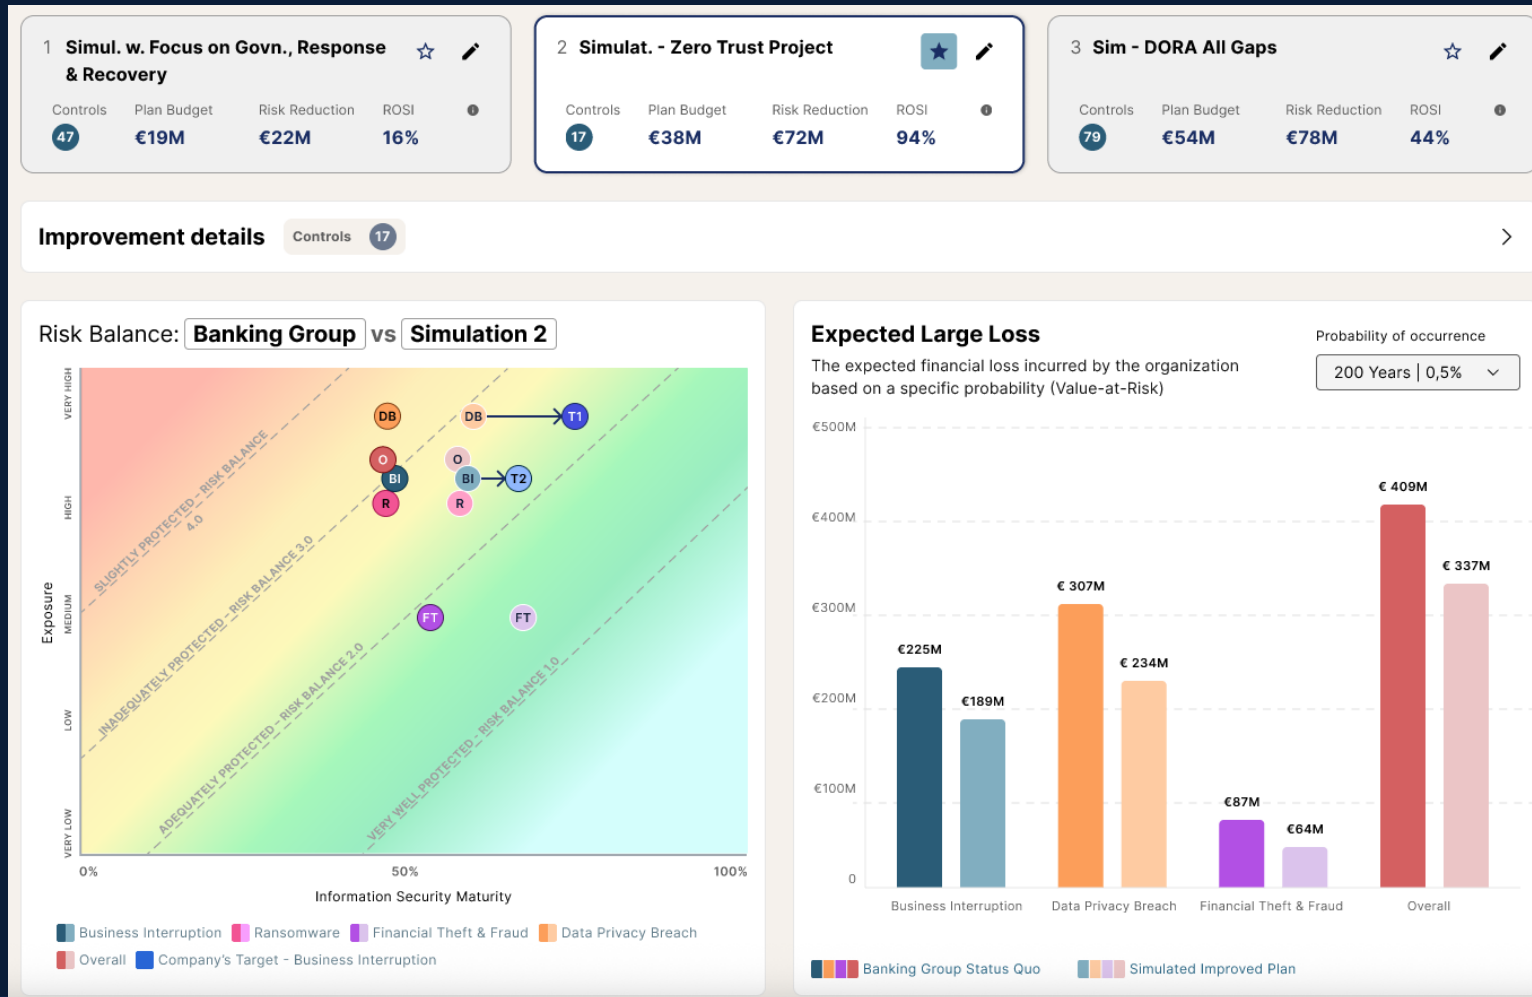 1 Simul. w. Focus on Govn., Response
& Recovery
Controls Plan Budget Risk Reduction ROSI
47 €19M €22M 16%
2 Simulat. - Zero Trust Project
Controls Plan Budget Risk Reduction ROSI
17 €38M €72M 94%
3 Sim - DORA All Gaps
Controls Plan Budget Risk Reduction ROSI
79 €54M €78M 44%
Improvement details Controls 17
Risk Balance: Banking Group vs Simulation 2
Exposure
VERY HIGH
HIGH
MEDIUM
LOW
VERY LOW
SLIGHTLY PROTECTED - RISK BALANCE
4.0
INADEQUATELY PROTECTED - RISK BALANCE 3.0
ADEQUATELY PROTECTED - RISK BALANCE 2.0
VERY WELL PROTECTED - RISK BALANCE 1.0
DB DB T1
O O
BI BI T2
R R
FT FT
0% 50% 100%
Information Security Maturity
Business Interruption Ransomware Financial Theft & Fraud Data Privacy Breach
Overall Company's Target - Business Interruption
Expected Large Loss
The expected financial loss incurred by the organization
based on a specific probability (Value-at-Risk)
Probability of occurrence
200 Years | 0,5%
€500M
€400M
€300M
€200M
€100M
0
€225M
€189M
€ 307M
€ 234M
€87M
€64M
€ 409M
€ 337M
Business Interruption Data Privacy Breach Financial Theft & Fraud Overall
Banking Group Status Quo Simulated Improved Plan